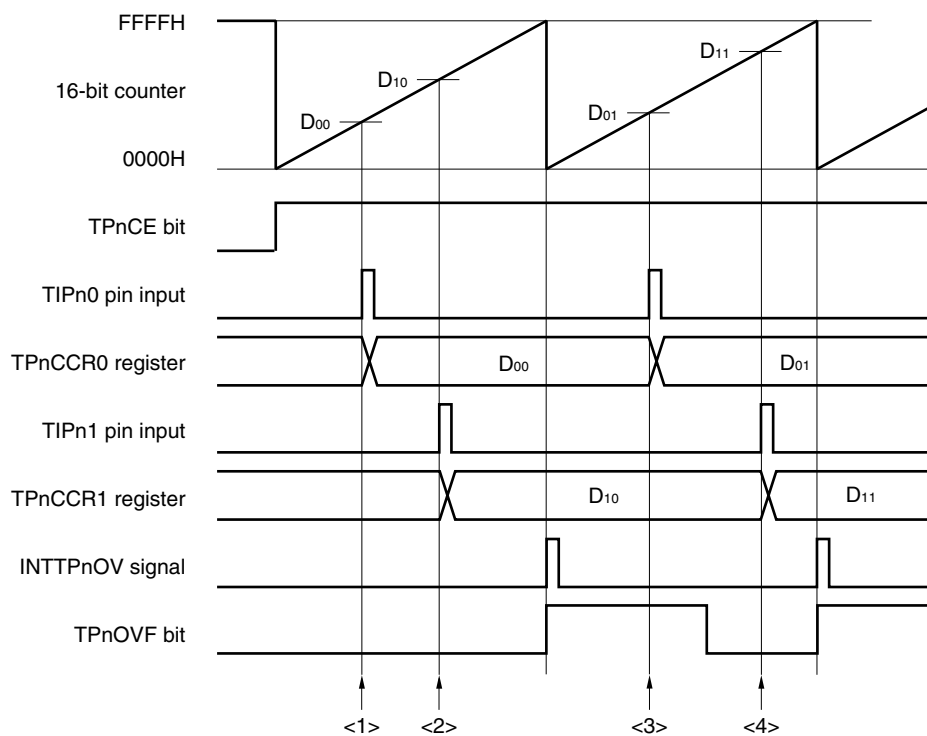 FFFFH
D11
D10
16-bit counter
D01
D00
0000H
TPnCE bit
TIPn0 pin input
TPnCCR0 register
D00
D01
TIPn1 pin input
TPnCCR1 register
D10
D11
INTTPnOV signal
TPnOVF bit
<1> <2> <3> <4>